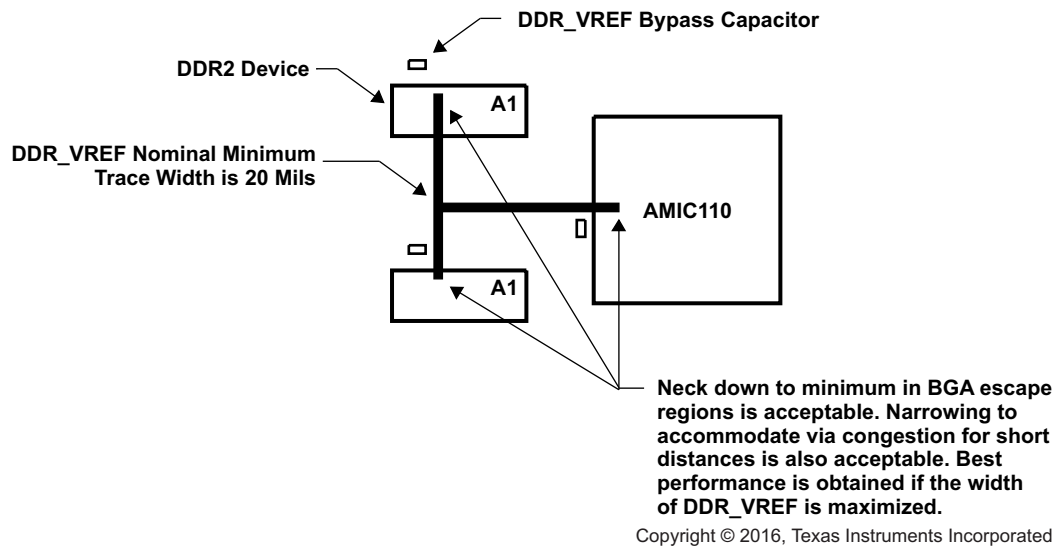 DDR_VREF Bypass Capacitor
DDR2 Device
A1
DDR_VREF Nominal Minimum
Trace Width is 20 Mils
AMIC110
A1
Neck down to minimum in BGA escape
regions is acceptable. Narrowing to
accommodate via congestion for short
distances is also acceptable. Best
performance is obtained if the width
of DDR_VREF is maximized.
Copyright © 2016, Texas Instruments Incorporated